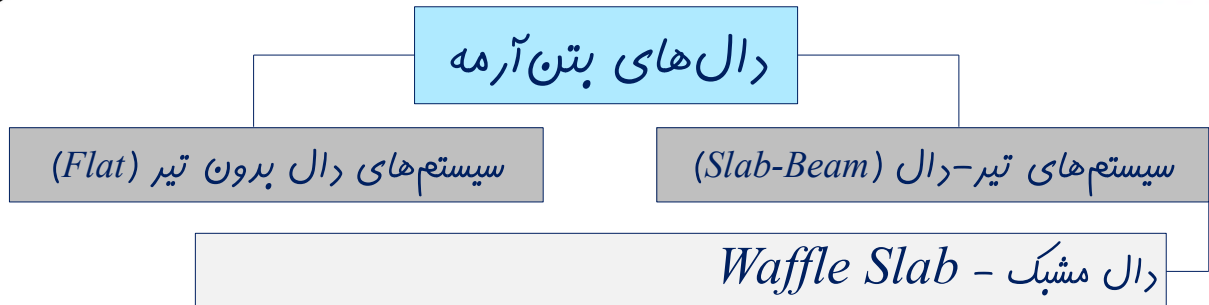 دال‌های بتن‌آرمه
سیستم‌های تیر-دال (Slab-Beam)
سیستم‌های دال بدون تیر (Flat)
دال مشبک - Waffle Slab